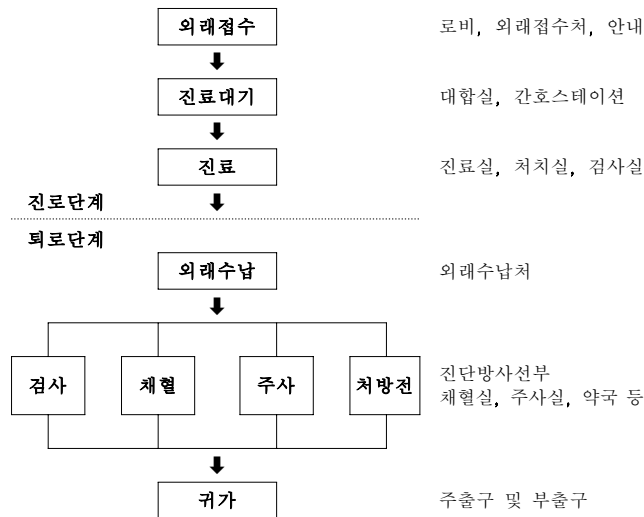 외래접수 로비, 외래접수처, 안내
진료대기 대합실, 간호스테이션
진료 진료실, 처치실, 검사실
진로단계
퇴로단계
외래수납 외래수납처
검사 채혈 주사 처방전 진단방사선부
채혈실, 주사실, 약국 등
귀가 주출구 및 부출구